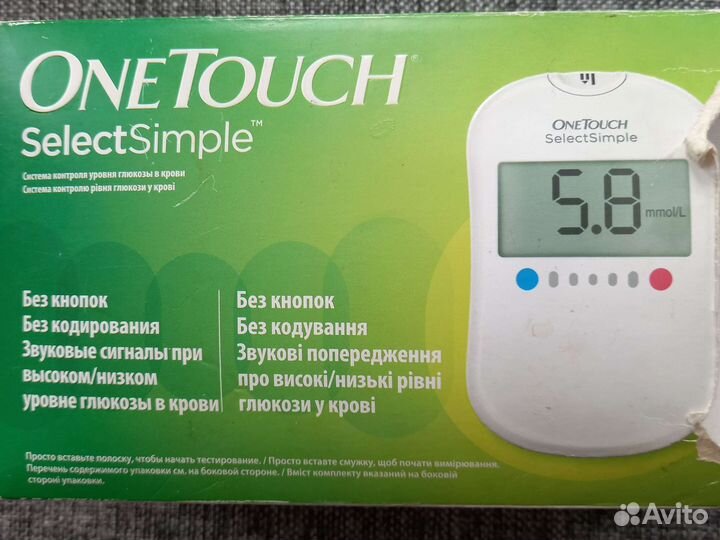 ONETOUCH®
SelectSimple™
Система контроля уровня глюкозы в крови
Система контролю рівня глюкози у крові
Без кнопок
Без кодирования
Звуковые сигналы при
высоком/низком
уровне глюкозы в крови
Без кнопок
Без кодування
Звукові попередження
про високі/низькі рівні
глюкози у крові
Просто вставьте полоску, чтобы начать тестирование. / Просто вставте смужку, щоб почати вимірювання.
Перечень содержимого упаковки см. на боковой стороне. / Вміст комплекту вказаний на боковій
стороні упаковки.
ONETOUCH
SelectSimple
5.8 mmol/L
Avito